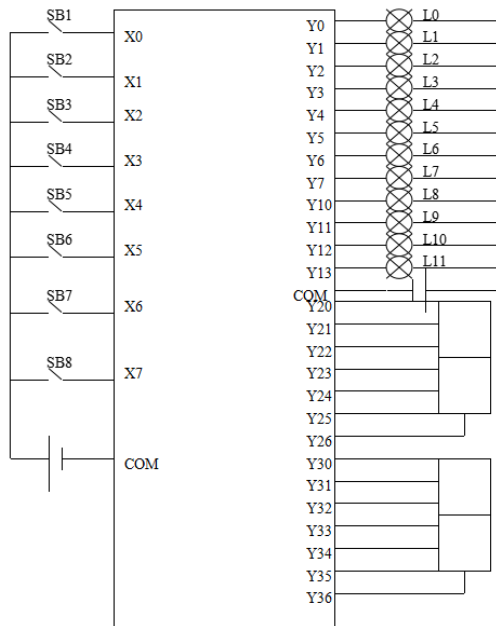 SB1
X0
SB2
X1
SB3
X2
SB4
X3
SB5
X4
SB6
X5
SB7
X6
SB8
X7
COM
Y0 L0
Y1 L1
Y2 L2
Y3 L3
Y4 L4
Y5 L5
Y6 L6
Y7 L7
Y10 L8
Y11 L9
Y12 L10
Y13 L11
COM
Y20
Y21
Y22
Y23
Y24
Y25
Y26
Y30
Y31
Y32
Y33
Y34
Y35
Y36